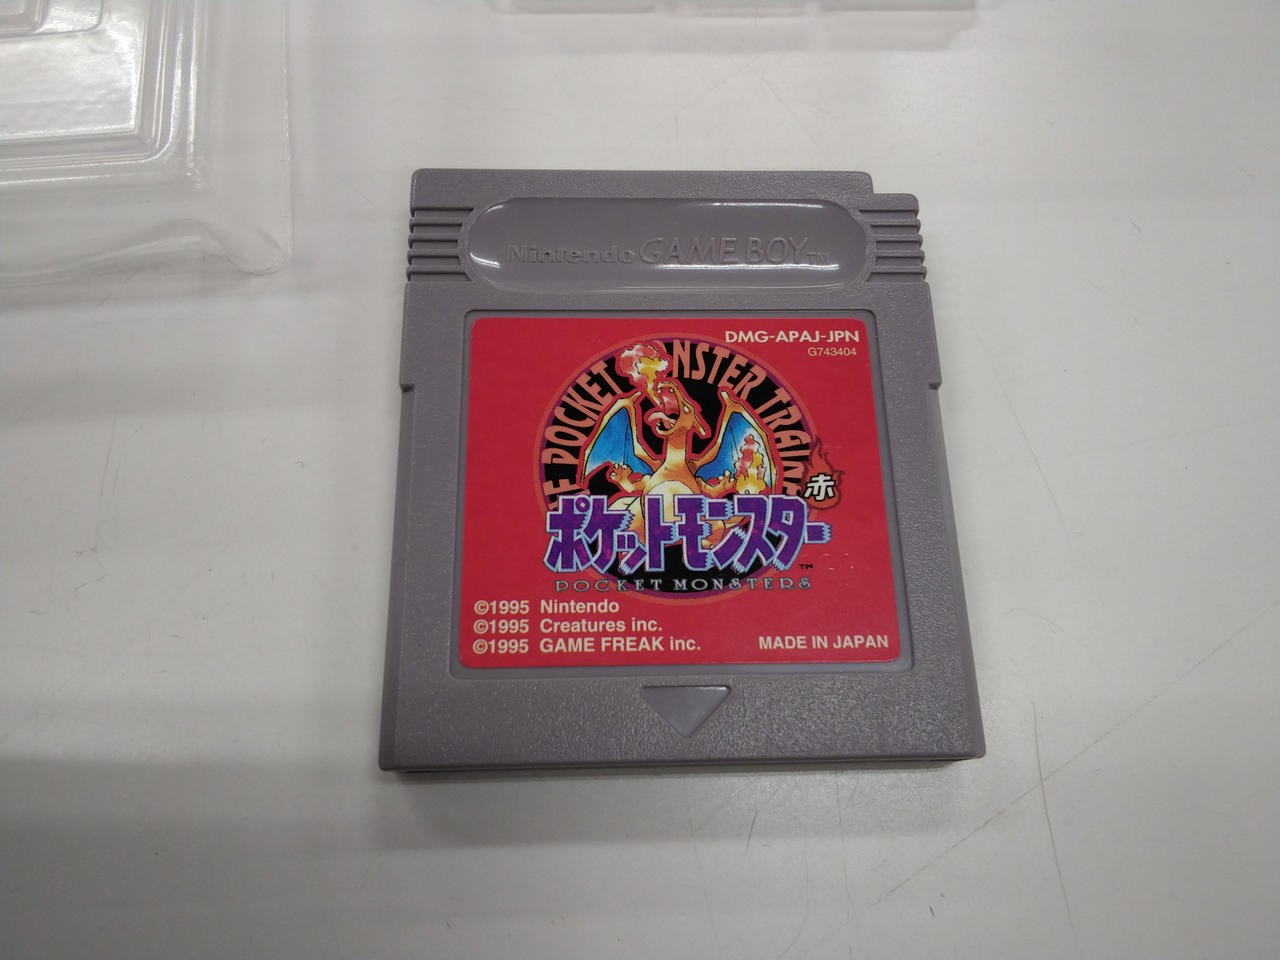 Nintendo GAME BOY TM
DMG-APAJ-JPN
G743404
THE POCKET MONSTER TRAINER
赤
ポケットモンスター
TM
POCKET MONSTERS
©1995 Nintendo
©1995 Creatures inc.
©1995 GAME FREAK inc.
MADE IN JAPAN